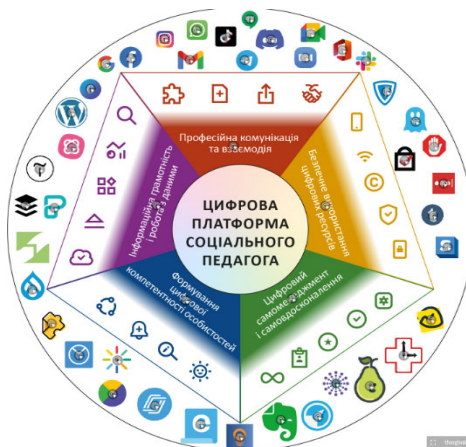 Професійна комунікація
та взаємодія
Інформаційна грамотність
і робота з даними
Безпечне використання
цифрових ресурсів
ЦИФРОВА
ПЛАТФОРМА
СОЦІАЛЬНОГО
ПЕДАГОГА
Формування
цифрової
компетентності особистостей
Цифровий
самоменеджмент
і самовдосконалення